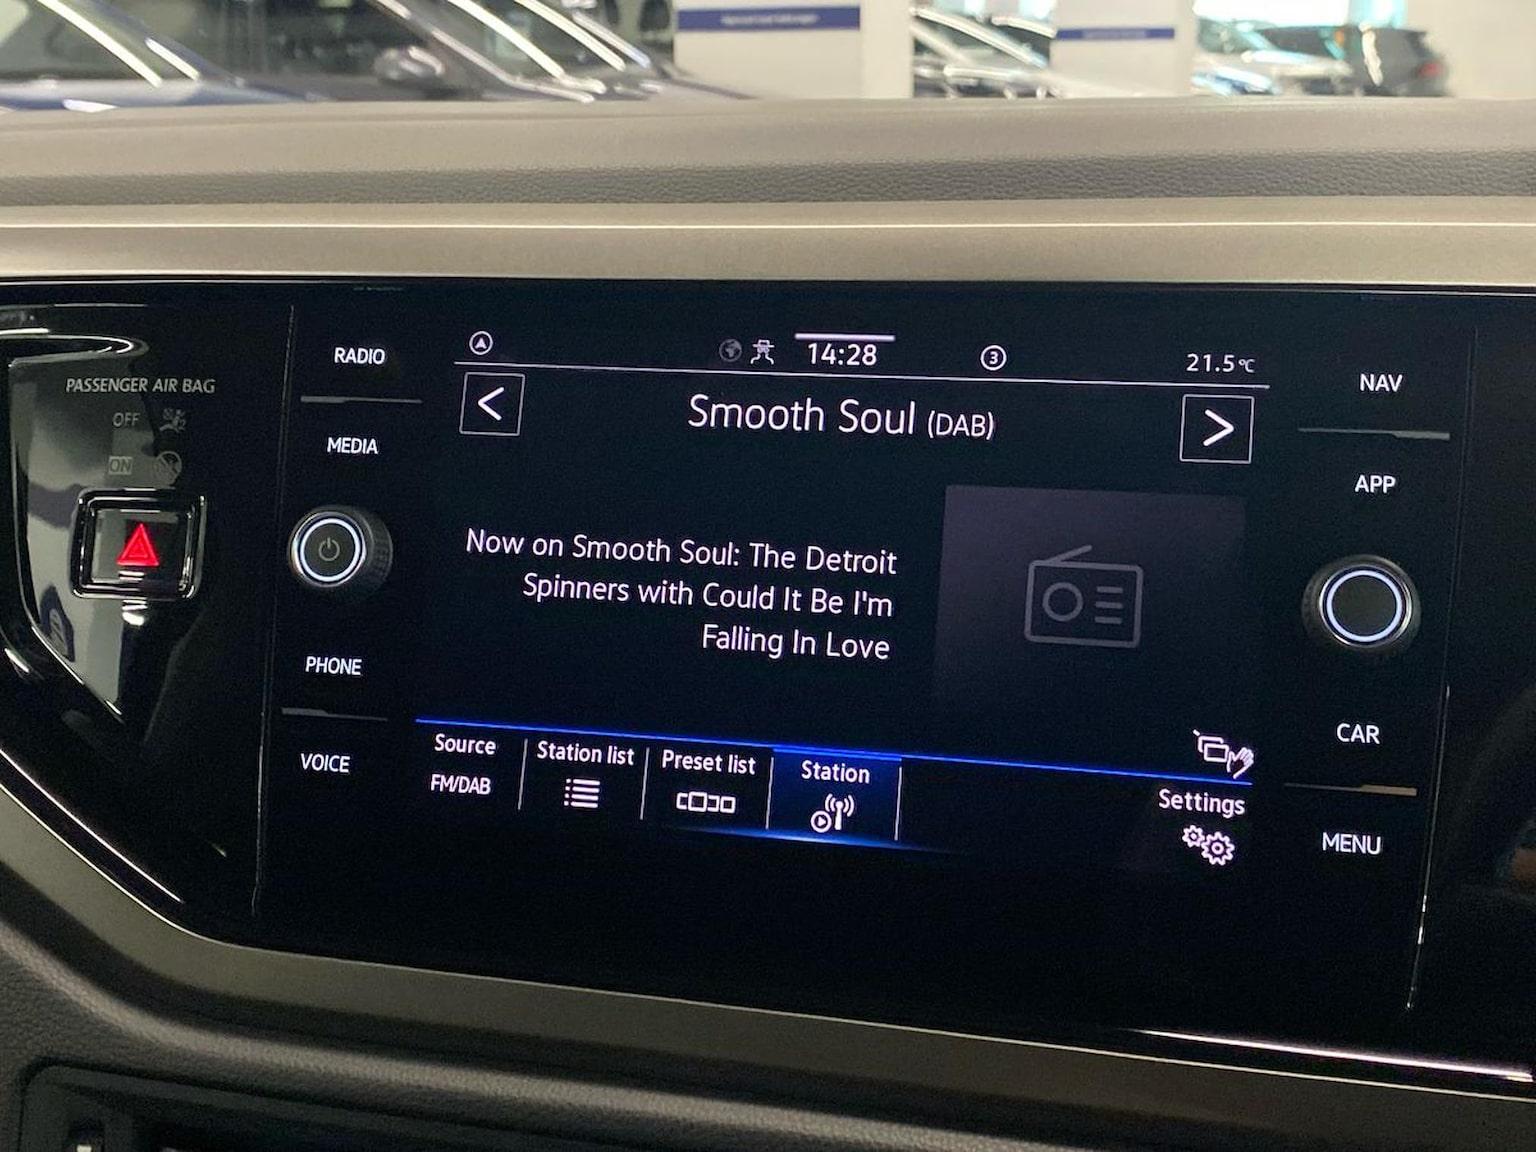 RADIO
14:28
3
21.5°C
NAV
PASSENGER AIR BAG
OFF
ON
Smooth Soul (DAB)
MEDIA
APP
Now on Smooth Soul: The Detroit
Spinners with Could It Be I'm
Falling In Love
PHONE
VOICE
CAR
MENU
Source
FM/DAB
Station list
Preset list
Station
Settings